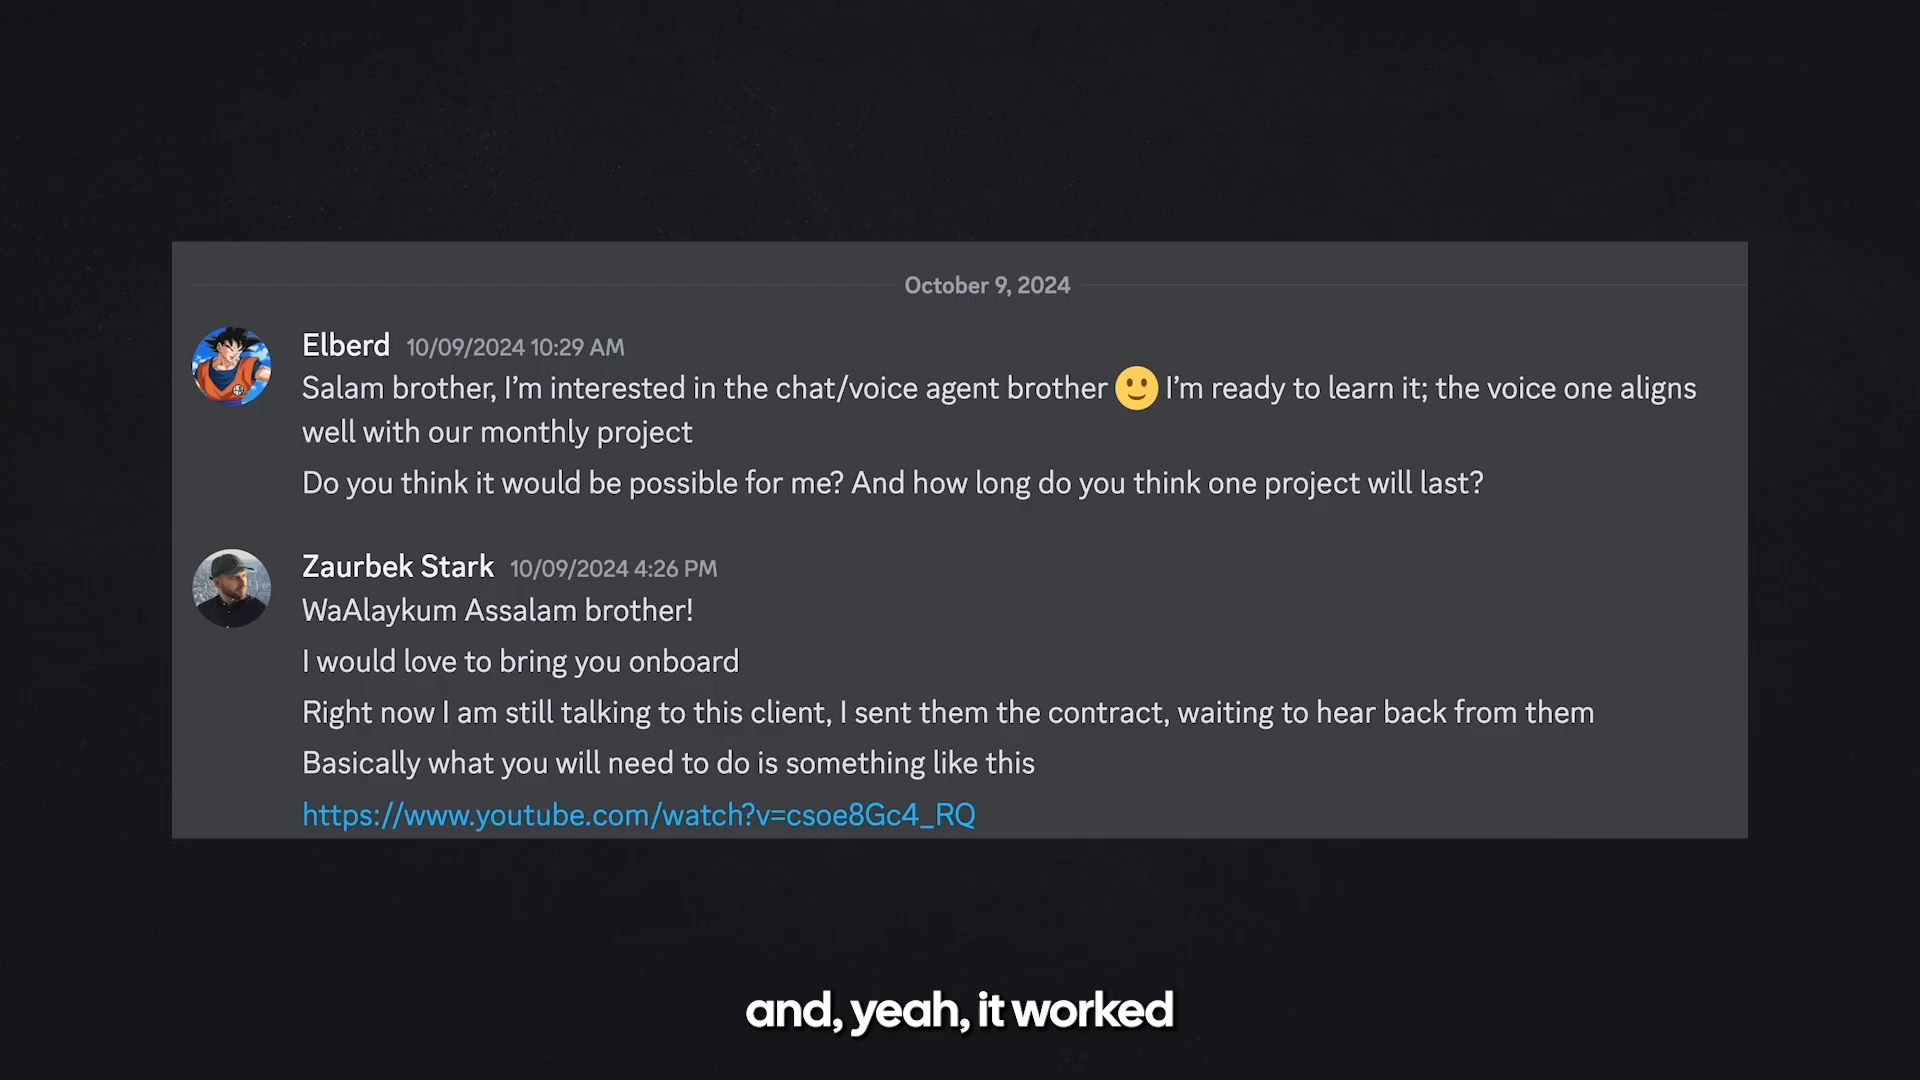 October 9, 2024
Elberd 10/09/2024 10:29 AM
Salam brother, I'm interested in the chat/voice agent brother 🙂 I'm ready to learn it; the voice one aligns
well with our monthly project
Do you think it would be possible for me? And how long do you think one project will last?
Zaurbek Stark 10/09/2024 4:26 PM
WaAlaykum Assalam brother!
I would love to bring you onboard
Right now I am still talking to this client, I sent them the contract, waiting to hear back from them
Basically what you will need to do is something like this
https://www.youtube.com/watch?v=csoe8Gc4_RQ
and, yeah, it worked